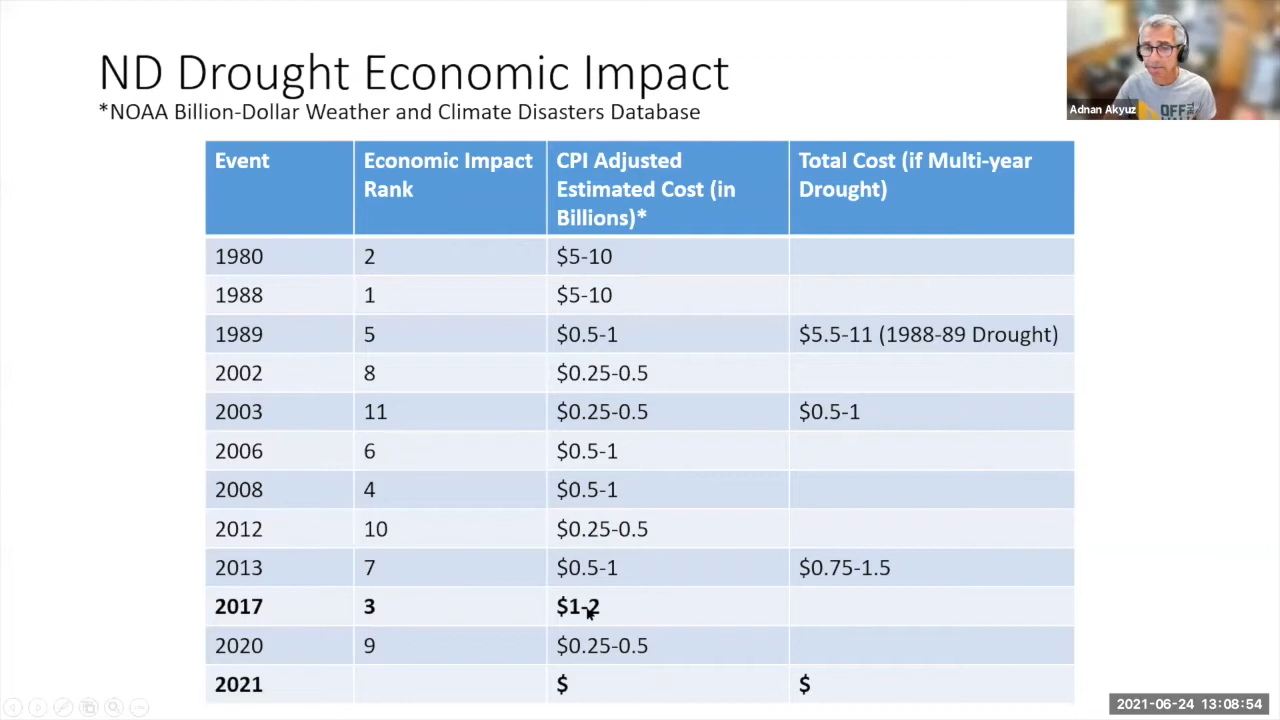 ND Drought Economic Impact
*NOAA Billion-Dollar Weather and Climate Disasters Database
Adnan Akyuz
Event Economic Impact Rank CPI Adjusted Estimated Cost (in Billions)* Total Cost (if Multi-year Drought)
1980 2 $5-10
1988 1 $5-10
1989 5 $0.5-1 $5.5-11 (1988-89 Drought)
2002 8 $0.25-0.5
2003 11 $0.25-0.5 $0.5-1
2006 6 $0.5-1
2008 4 $0.5-1
2012 10 $0.25-0.5
2013 7 $0.5-1 $0.75-1.5
2017 3 $1-2
2020 9 $0.25-0.5
2021 $ $
2021-06-24 13:08:54